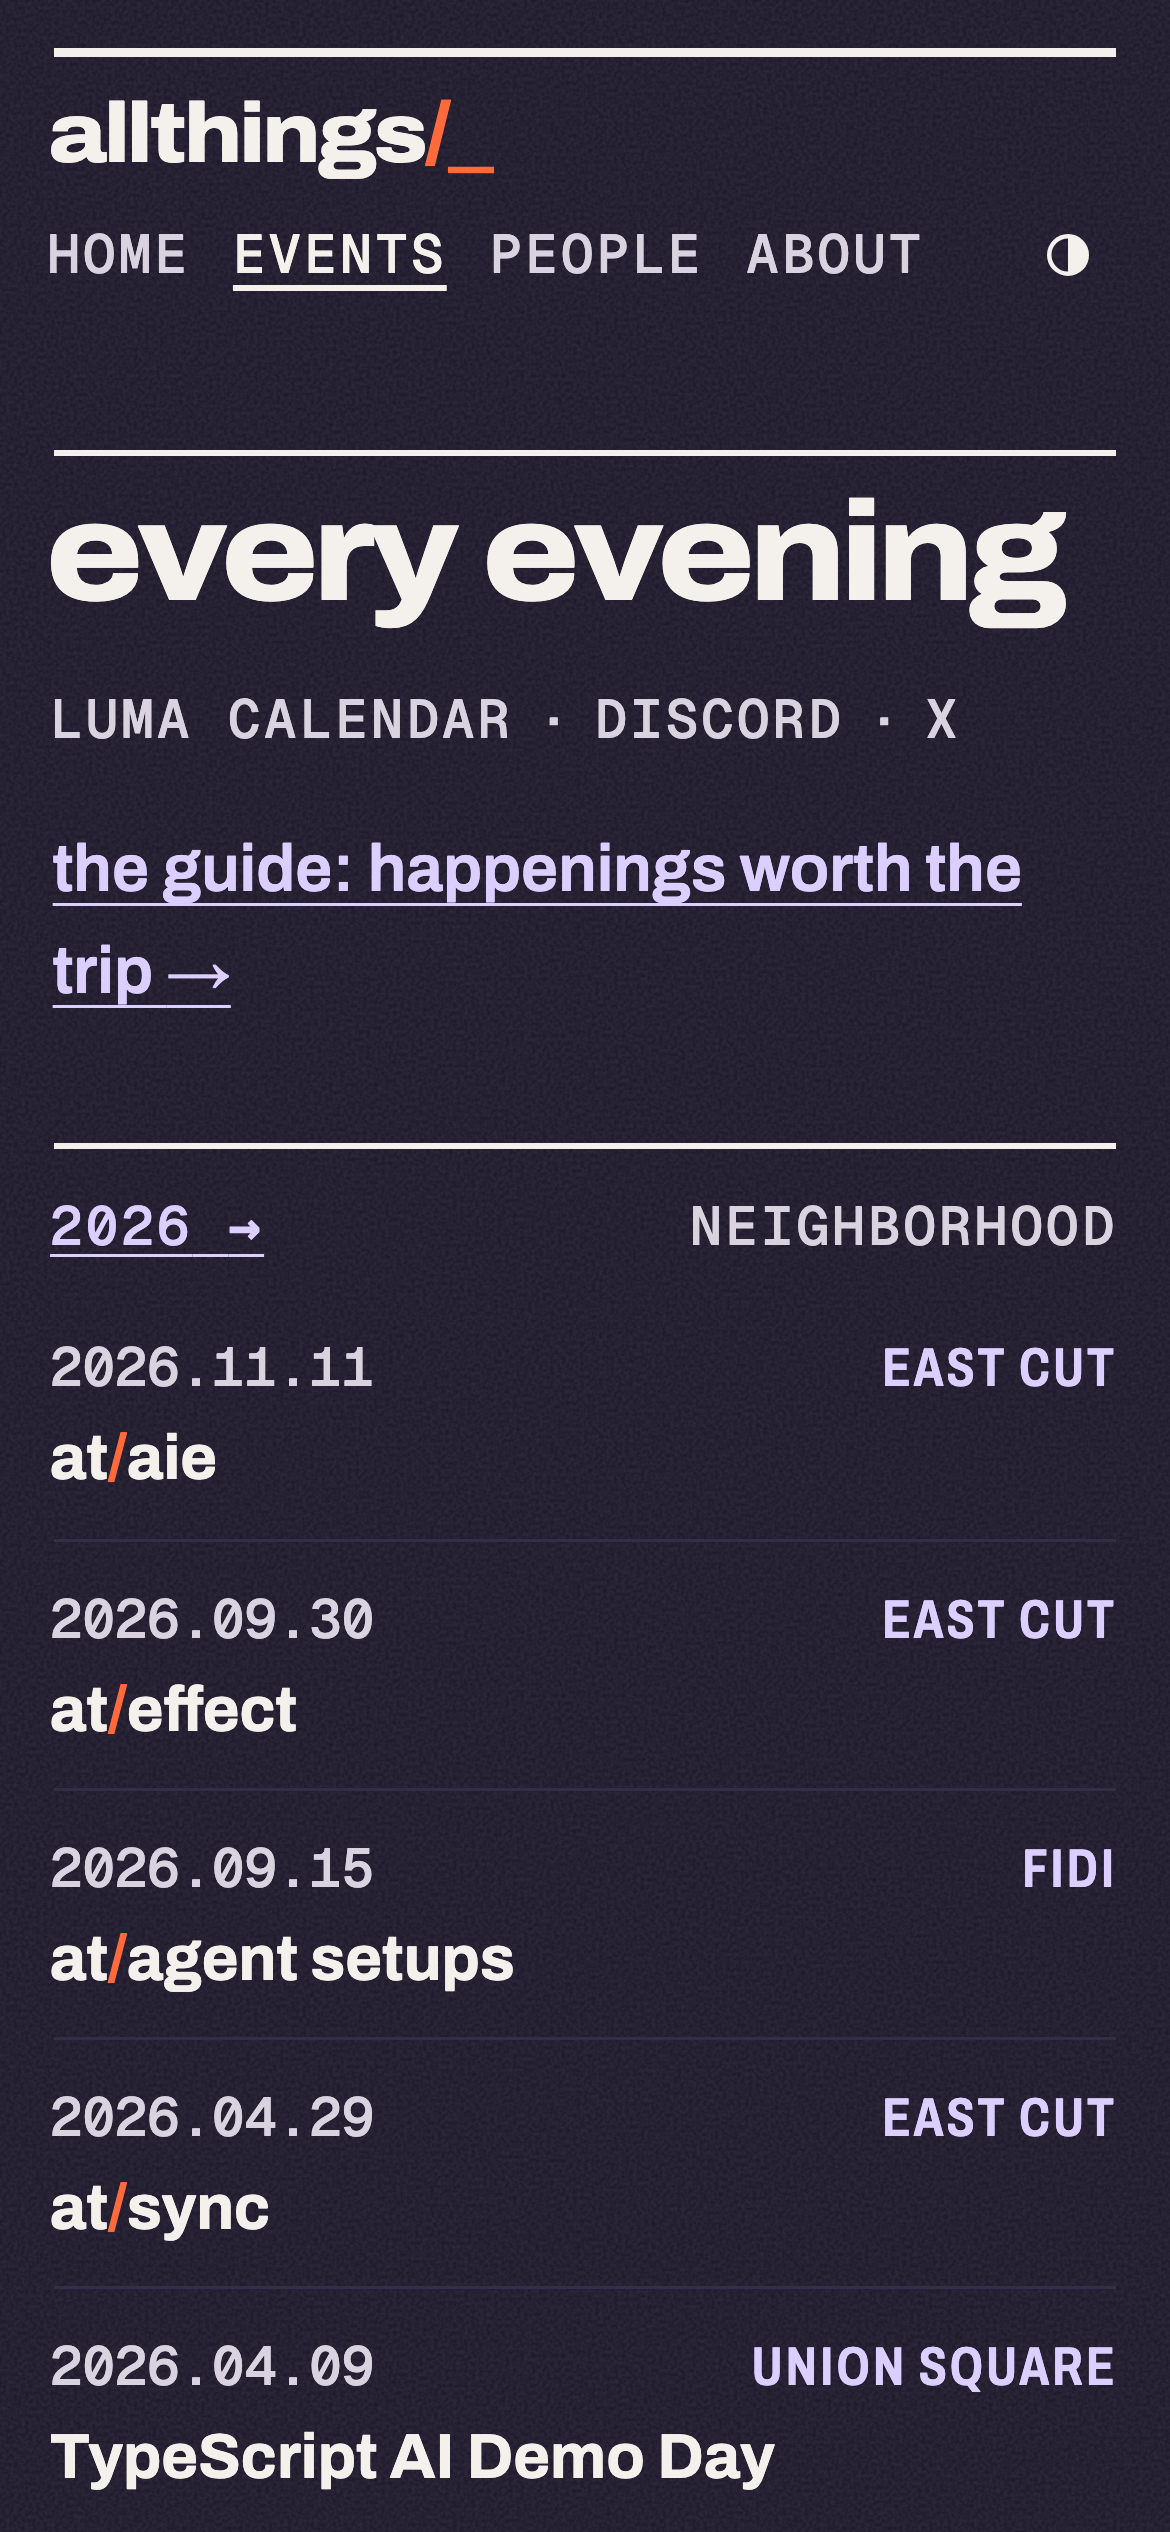 allthings/_
HOME EVENTS PEOPLE ABOUT
every evening
LUMA CALENDAR · DISCORD · X
the guide: happenings worth the
trip →
2026 → NEIGHBORHOOD
2026.11.11 EAST CUT
at/aie
2026.09.30 EAST CUT
at/effect
2026.09.15 FIDI
at/agent setups
2026.04.29 EAST CUT
at/sync
2026.04.09 UNION SQUARE
TypeScript AI Demo Day